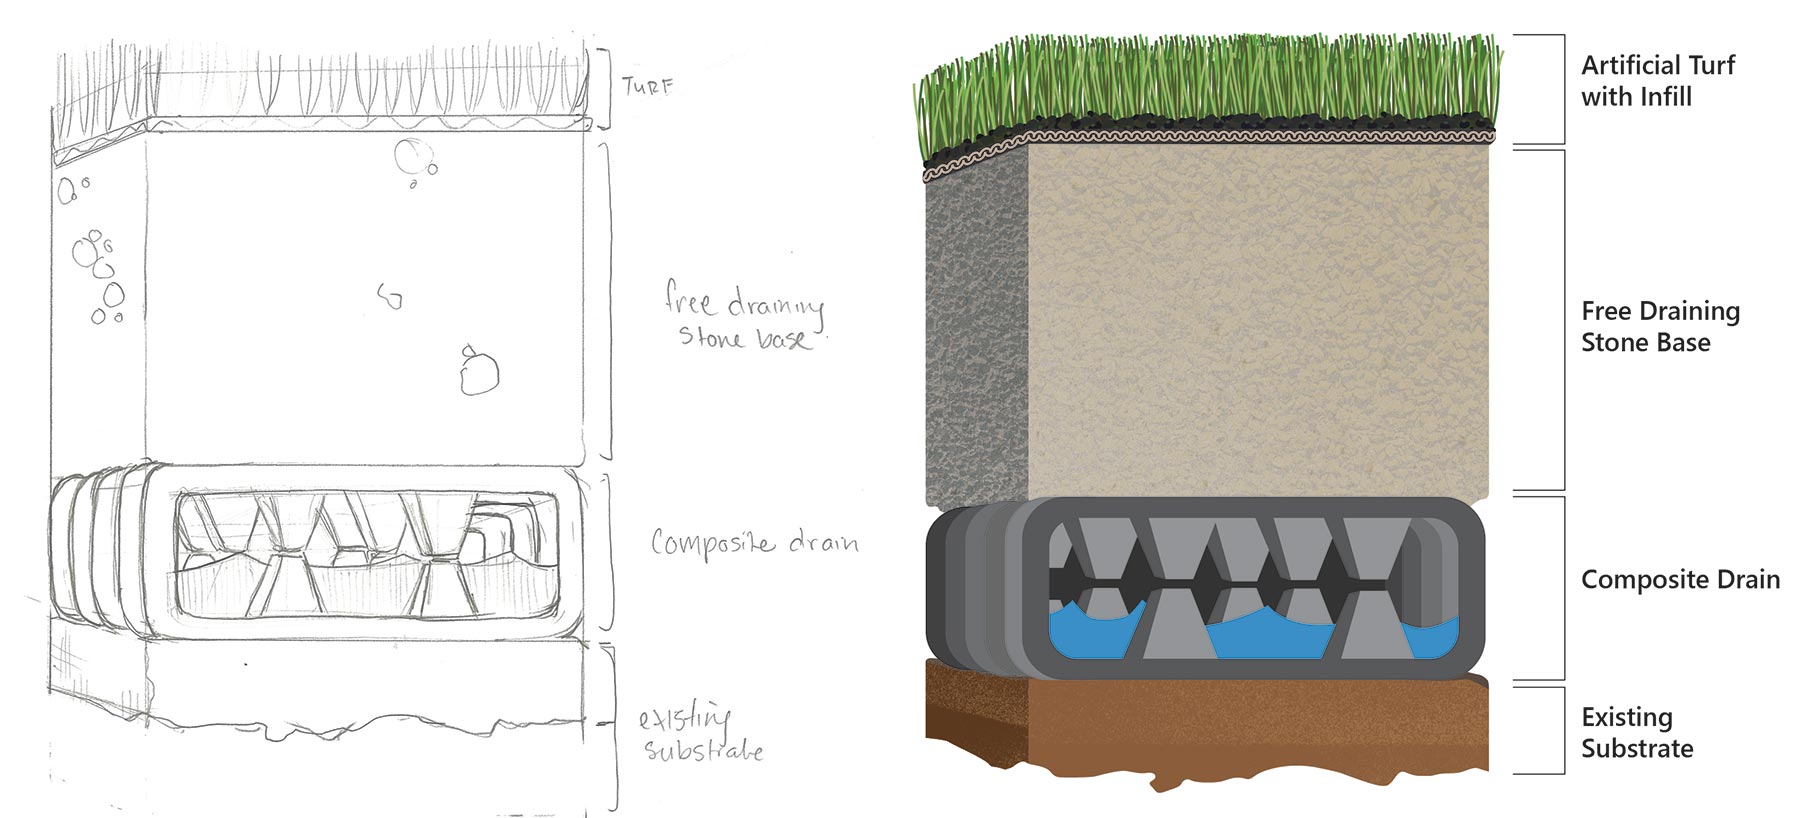 TURF
free draining
stone base
Composite drain
existing
substrate
Artificial Turf
with Infill
Free Draining
Stone Base
Composite Drain
Existing
Substrate